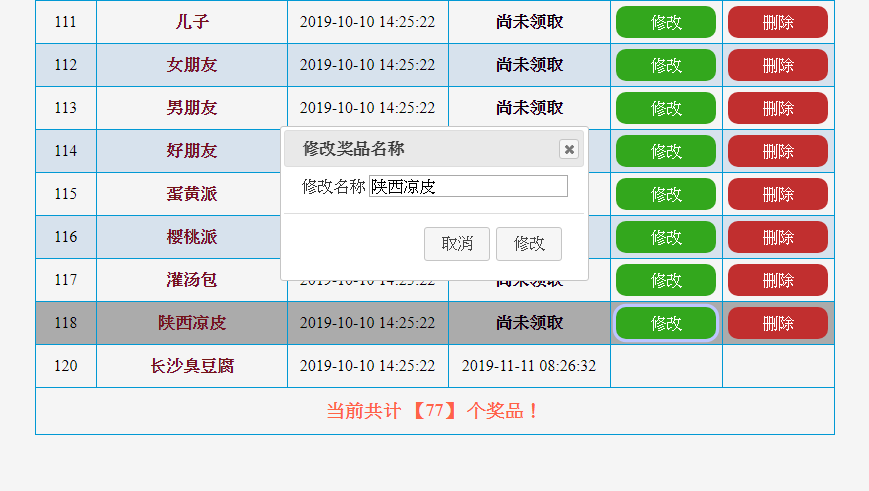 111 儿子 2019-10-10 14:25:22 尚未领取 修改 删除
112 女朋友 2019-10-10 14:25:22 尚未领取 修改 删除
113 男朋友 2019-10-10 14:25:22 尚未领取 修改 删除
114 好朋友 修改 删除
修改奖品名称
115 蛋黄派 修改 删除
修改名称 陕西凉皮
116 樱桃派 修改 删除
取消 修改
117 灌汤包 2019-10-10 14:25:22 尚未领取 修改 删除
118 陕西凉皮 2019-10-10 14:25:22 尚未领取 修改 删除
120 长沙臭豆腐 2019-10-10 14:25:22 2019-11-11 08:26:32
当前共计 【77】 个奖品！